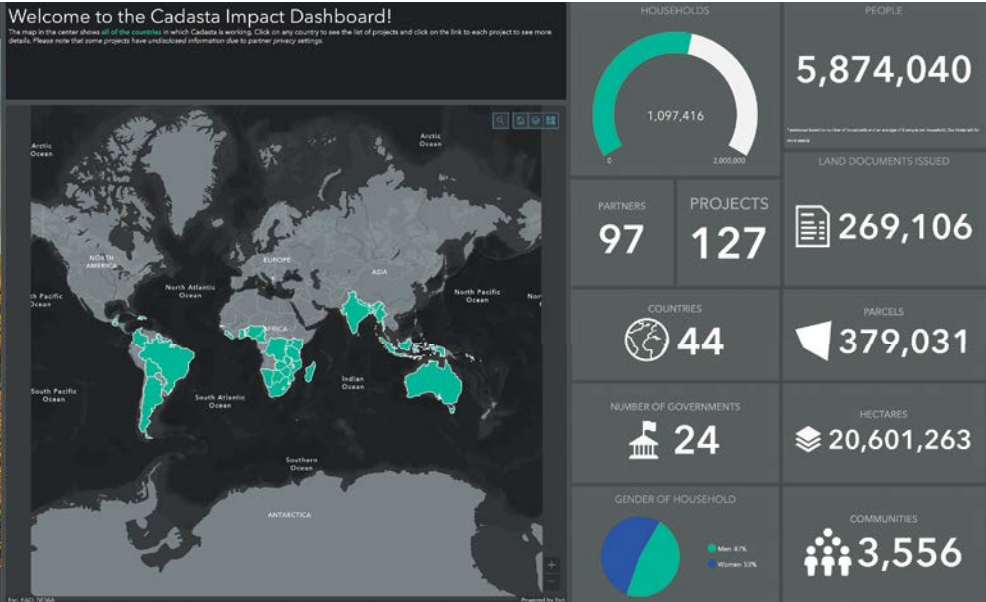 Welcome to the Cadasta Impact Dashboard!
The map in the center shows all of the countries in which Cadasta is working. Click on any country to see the list of projects and click on the link to each project to see more
details. Please note that some projects have undisclosed information due to partner privacy settings.
Arctic
Ocean
Arctic
Ocean
NORTH
AMERICA
EUROPE
ASIA
North Atlantic
Ocean
th Pacific
Ocean
North Pacific
Ocean
Nor
AFRICA
Indian
Ocean
South Pacific
Ocean
South Atlantic
Ocean
Southern
Ocean
ANTARCTICA
+
−
Esri, FAO, NOAA
Powered by Esri
HOUSEHOLDS
1,097,416
0
2,000,000
PEOPLE
5,874,040
PARTNERS
97
PROJECTS
127
LAND DOCUMENTS ISSUED
269,106
COUNTRIES
44
PARCELS
379,031
NUMBER OF GOVERNMENTS
24
HECTARES
20,601,263
GENDER OF HOUSEHOLD
Men 47%
Women 53%
COMMUNITIES
3,556